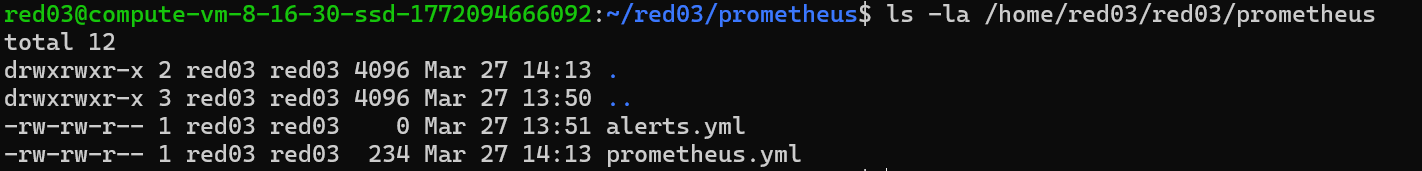 red03@compute-vm-8-16-30-ssd-1772094666092:~/red03/prometheus$ ls -la /home/red03/red03/prometheus
total 12
drwxrwxr-x 2 red03 red03 4096 Mar 27 14:13 .
drwxrwxr-x 3 red03 red03 4096 Mar 27 13:50 ..
-rw-rw-r-- 1 red03 red03    0 Mar 27 13:51 alerts.yml
-rw-rw-r-- 1 red03 red03  234 Mar 27 14:13 prometheus.yml